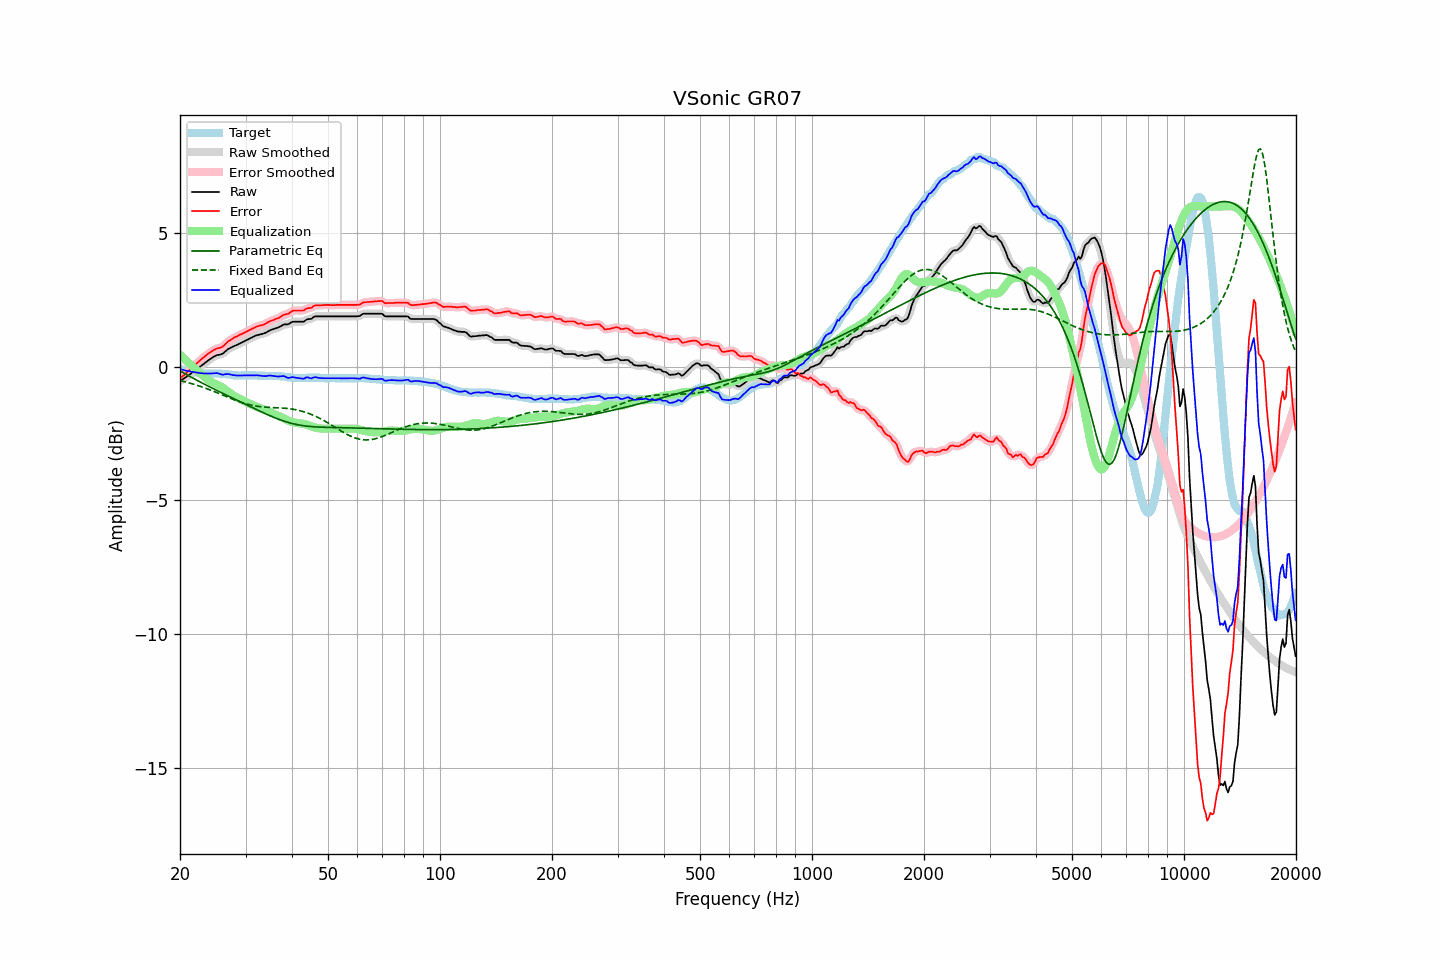 VSonic GR07
Target
Raw Smoothed
Error Smoothed
Raw
Error
Equalization
Parametric Eq
Fixed Band Eq
Equalized
5
0
−5
−10
−15
Amplitude (dBr)
20 50 100 200 500 1000 2000 5000 10000 20000
Frequency (Hz)